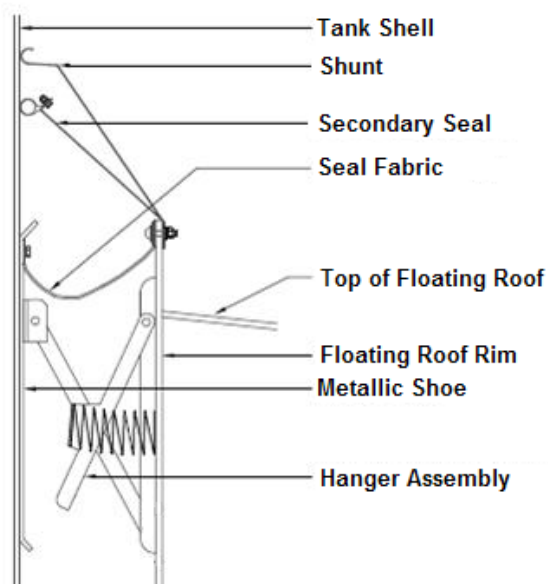 Tank Shell
Shunt
Secondary Seal
Seal Fabric
Top of Floating Roof
Floating Roof Rim
Metallic Shoe
Hanger Assembly